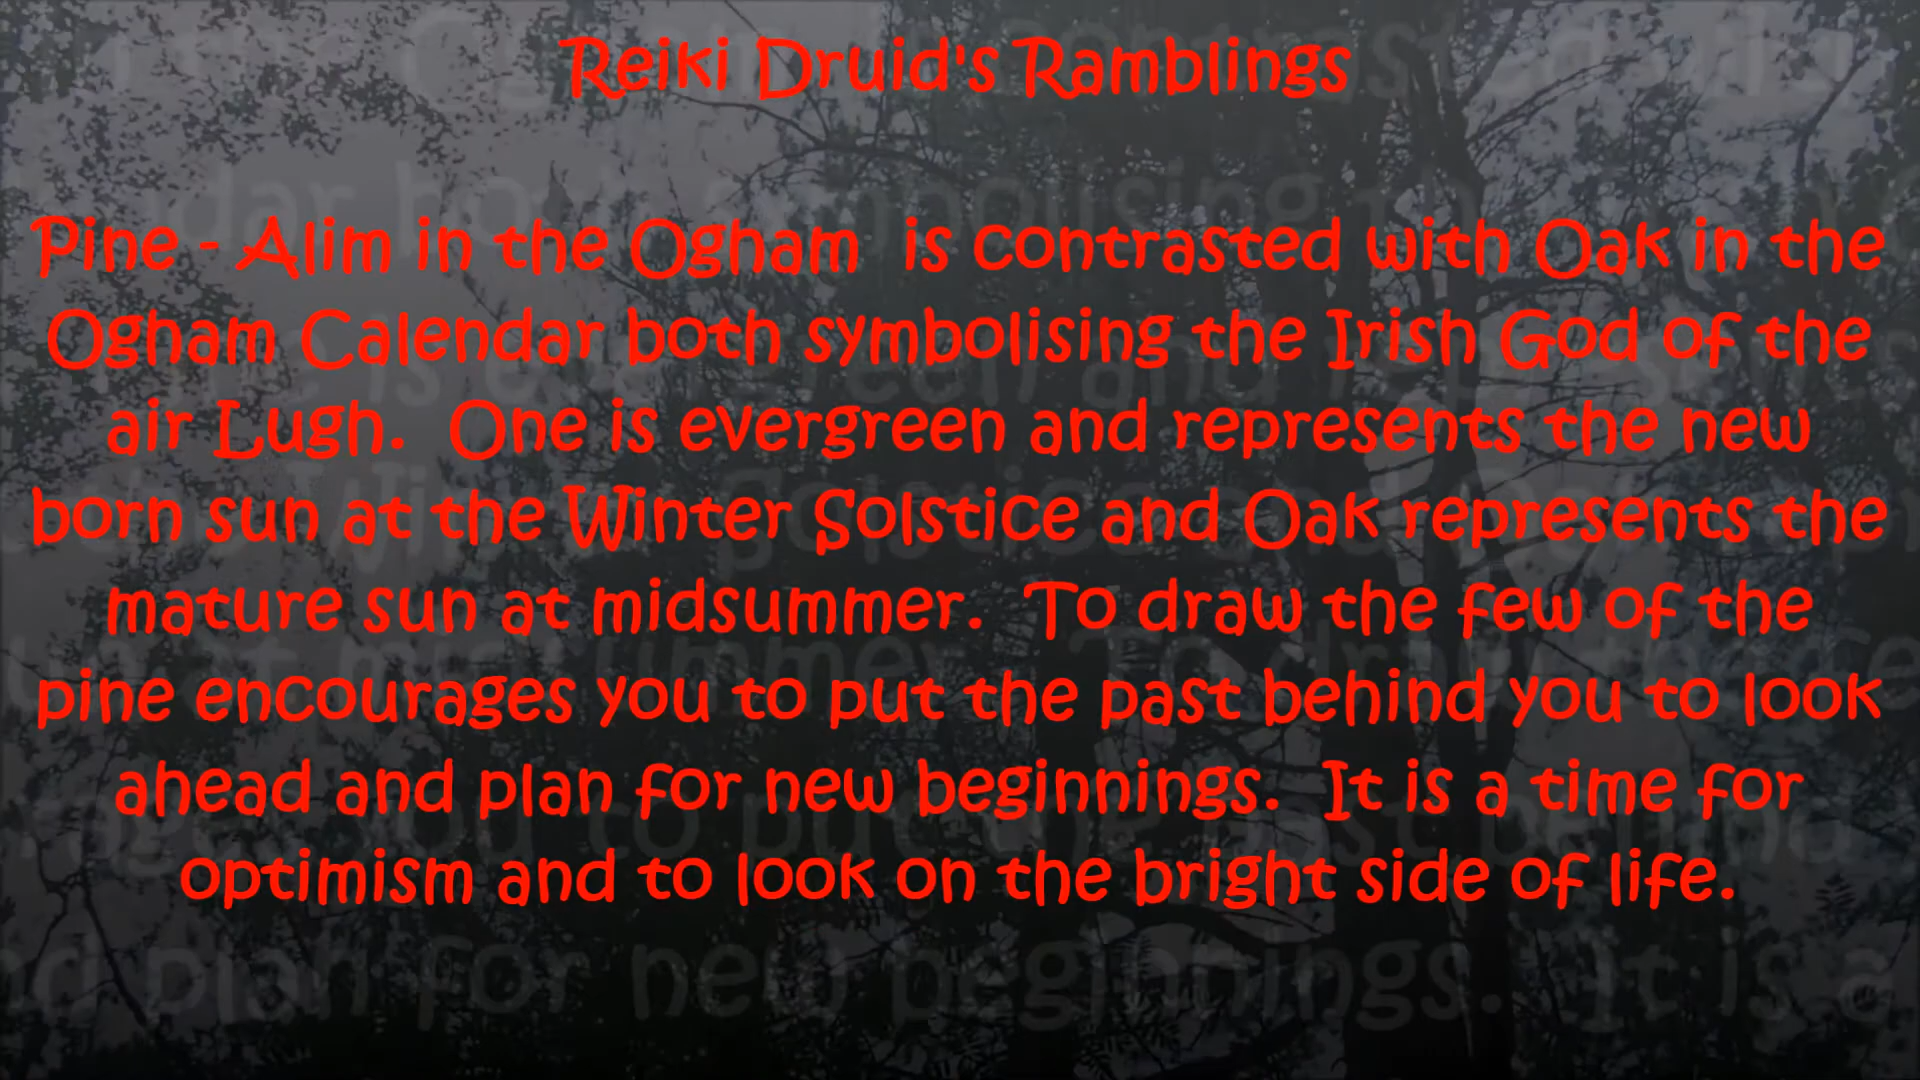 Reiki Druid's Ramblings
Pine - Alim in the Ogham is contrasted with Oak in the
Ogham Calendar both symbolising the Irish God of the
air Lugh. One is evergreen and represents the new
born sun at the Winter Solstice and Oak represents the
mature sun at midsummer. To draw the few of the
pine encourages you to put the past behind you to look
ahead and plan for new beginnings. It is a time for
optimism and to look on the bright side of life.